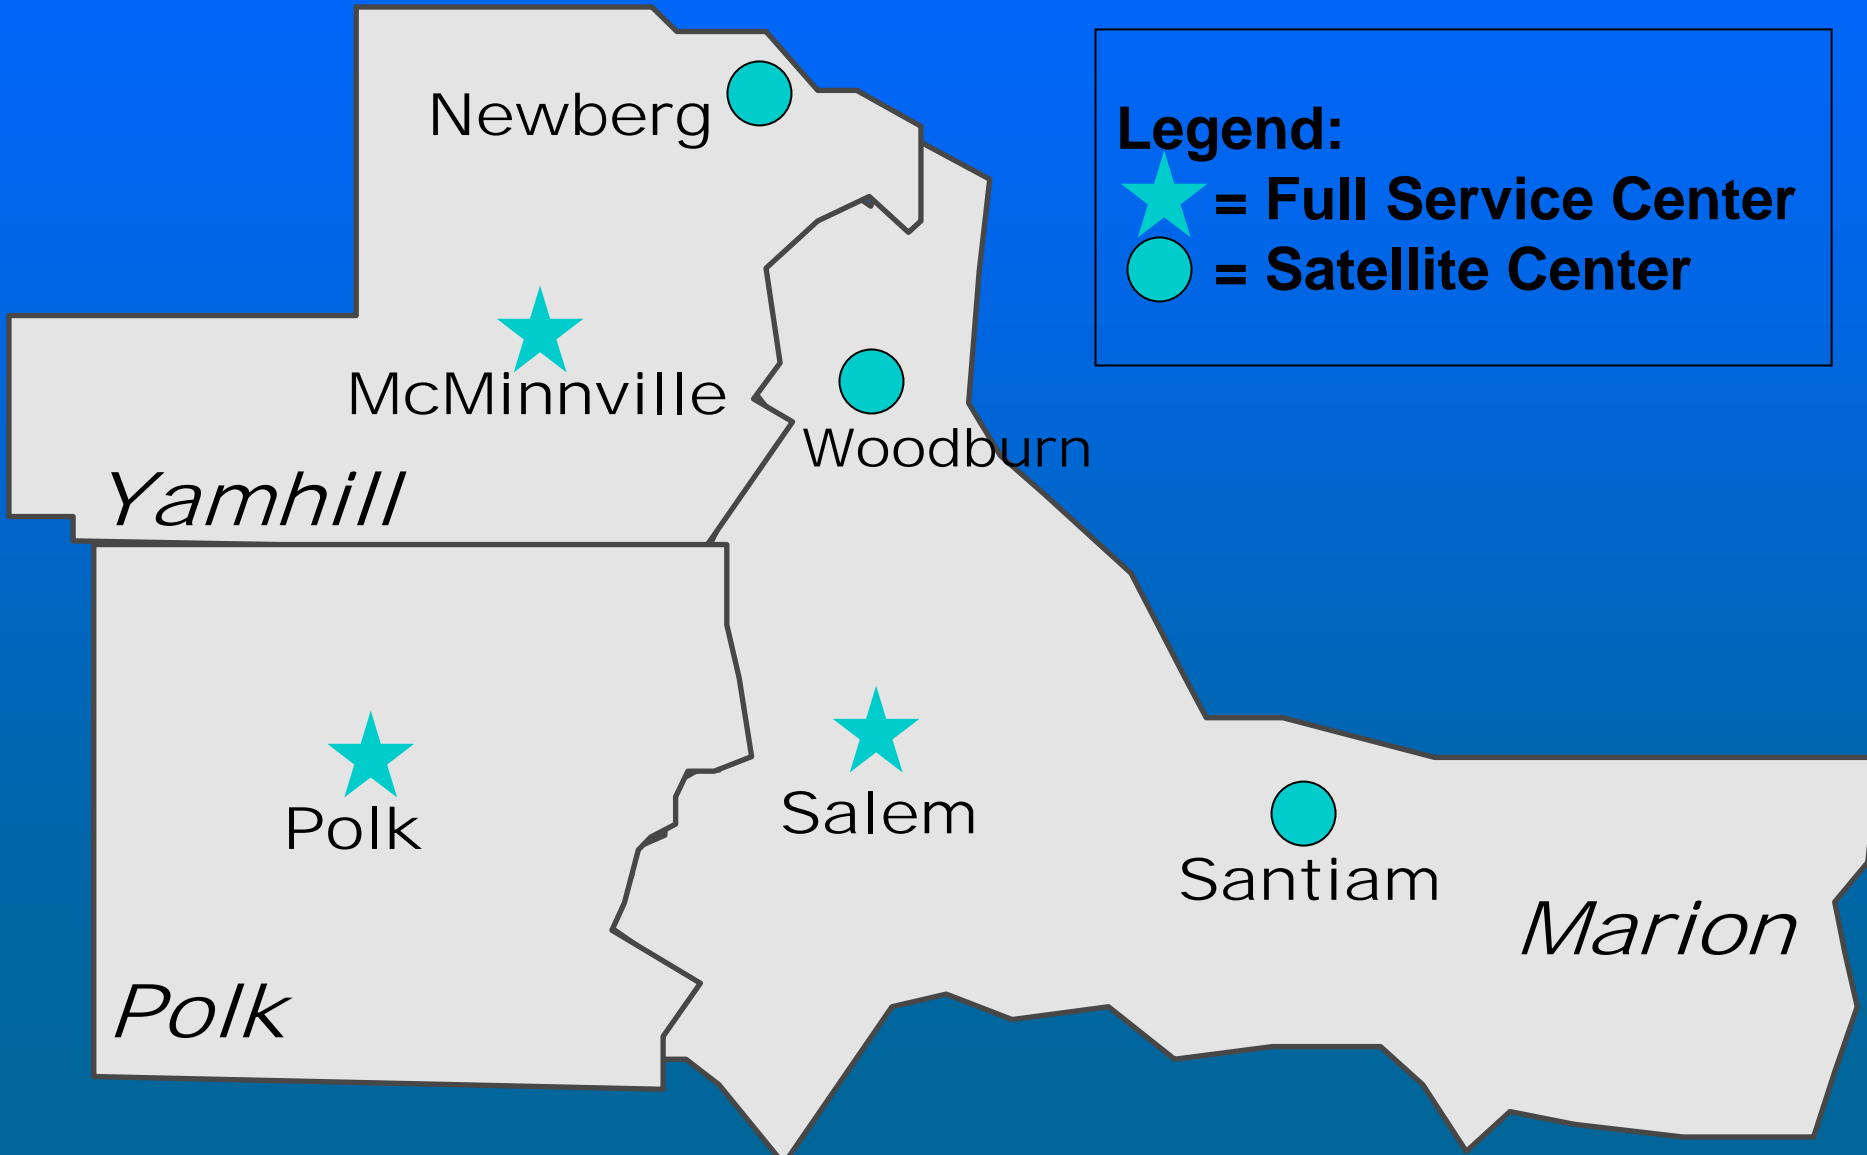 Newberg
Legend:
= Full Service Center
= Satellite Center
McMinnville
Woodburn
Yamhill
Polk
Salem
Santiam
Marion
Polk